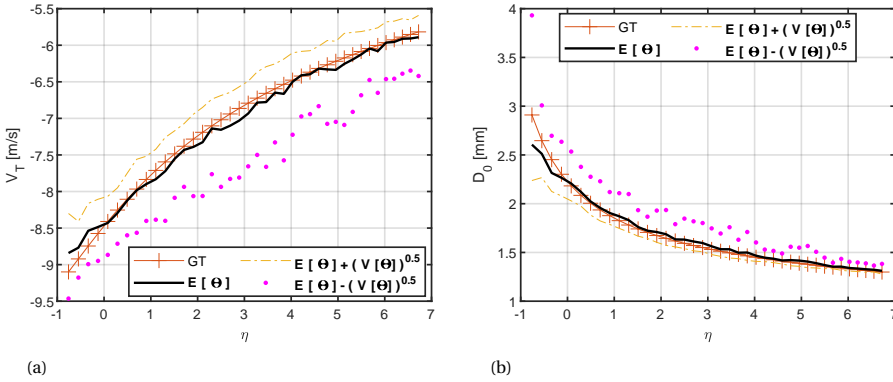 -5.5
-6
-6.5
-7
-7.5
-8
-8.5
-9
-9.5
V_T [m/s]
-1 0 1 2 3 4 5 6 7
η
GT
E [ Θ ]
E [ Θ ] + ( V [Θ] )^0.5
E [ Θ ] - ( V [Θ] )^0.5
(a)
4
3.5
3
2.5
2
1.5
1
D_0 [mm]
-1 0 1 2 3 4 5 6 7
η
GT
E [ Θ ]
E [ Θ ] + ( V [Θ] )^0.5
E [ Θ ] - ( V [Θ] )^0.5
(b)